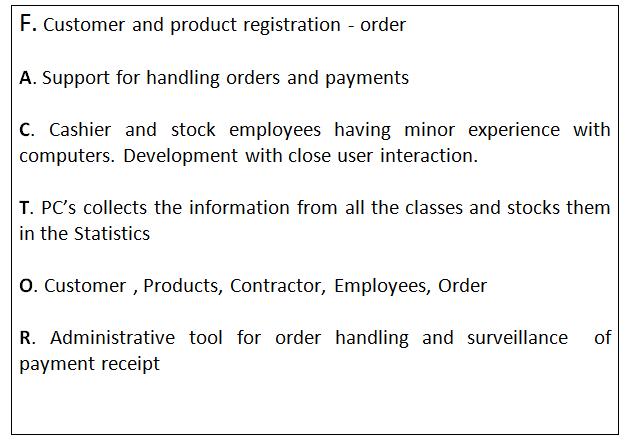 F. Customer and product registration - order
A. Support for handling orders and payments
C. Cashier and stock employees having minor experience with
computers. Development with close user interaction.
T. PC’s collects the information from all the classes and stocks them
in the Statistics
O. Customer , Products, Contractor, Employees, Order
R. Administrative tool for order handling and surveillance of
payment receipt